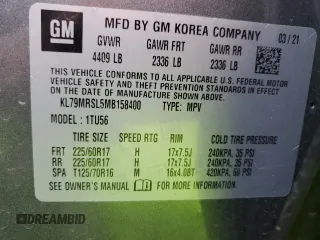 GM
MFD BY GM KOREA COMPANY
03/21
GVWR GAWR FRT GAWR RR
4409 LB 2336 LB 2336 LB
THIS VEHICLE CONFORMS TO ALL APPLICABLE U.S. FEDERAL MOTOR
VEHICLE SAFETY, BUMPER, AND THEFT PREVENTION STANDARDS
IN EFFECT ON THE DATE OF MANUFACTURE SHOWN ABOVE.
KL79MRSL5MB158400 TYPE: MPV
MODEL : 1TU56
TIRE SIZE SPEED RTG RIM COLD TIRE PRESSURE
FRT 225/60R17 H 17x7.5J 240KPA, 35 PSI
RR 225/60R17 H 17x7.5J 240KPA, 35 PSI
SPA T125/70R16 M 16x4.0BT 420KPA, 60 PSI
SEE OWNER'S MANUAL FOR ADDITIONAL INFORMATION.
DREAMBID